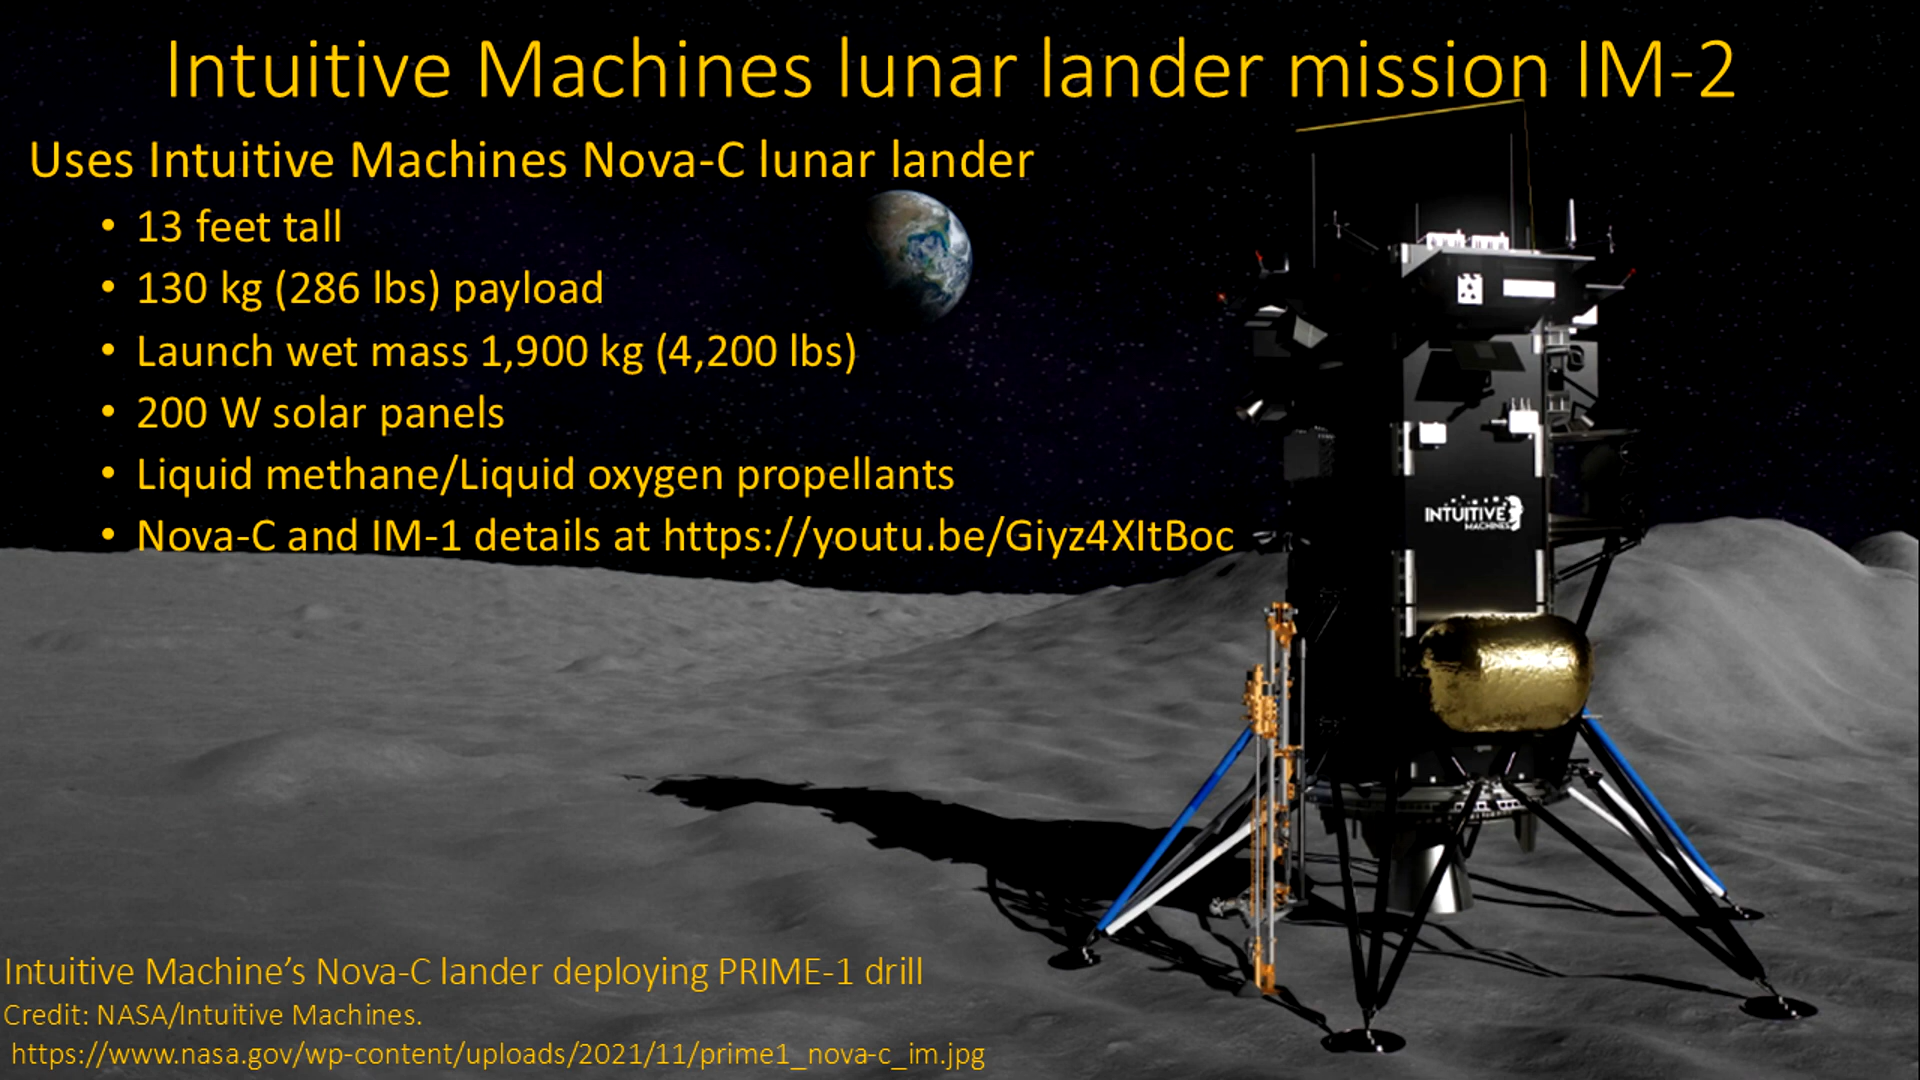 Intuitive Machines lunar lander mission IM-2
Uses Intuitive Machines Nova-C lunar lander
• 13 feet tall
• 130 kg (286 lbs) payload
• Launch wet mass 1,900 kg (4,200 lbs)
• 200 W solar panels
• Liquid methane/Liquid oxygen propellants
• Nova-C and IM-1 details at https://youtu.be/Giyz4XItBoc
INTUITIVE
MACHINES
Intuitive Machine’s Nova-C lander deploying PRIME-1 drill
Credit: NASA/Intuitive Machines.
https://www.nasa.gov/wp-content/uploads/2021/11/prime1_nova-c_im.jpg